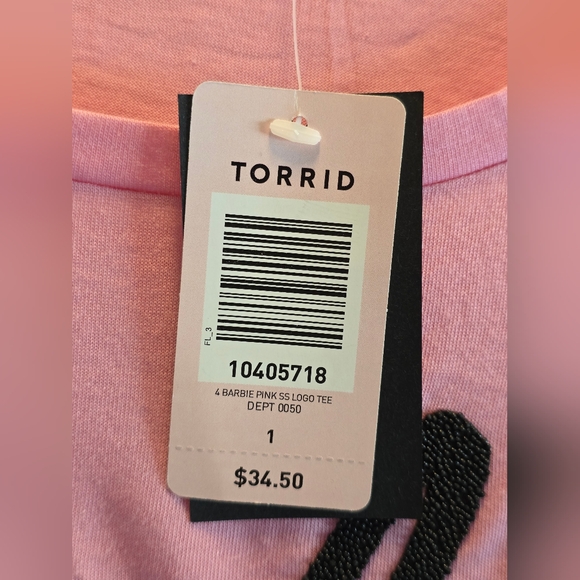 TORRID
FL_3
10405718
4 BARBIE PINK SS LOGO TEE
DEPT 0050
1
$34.50